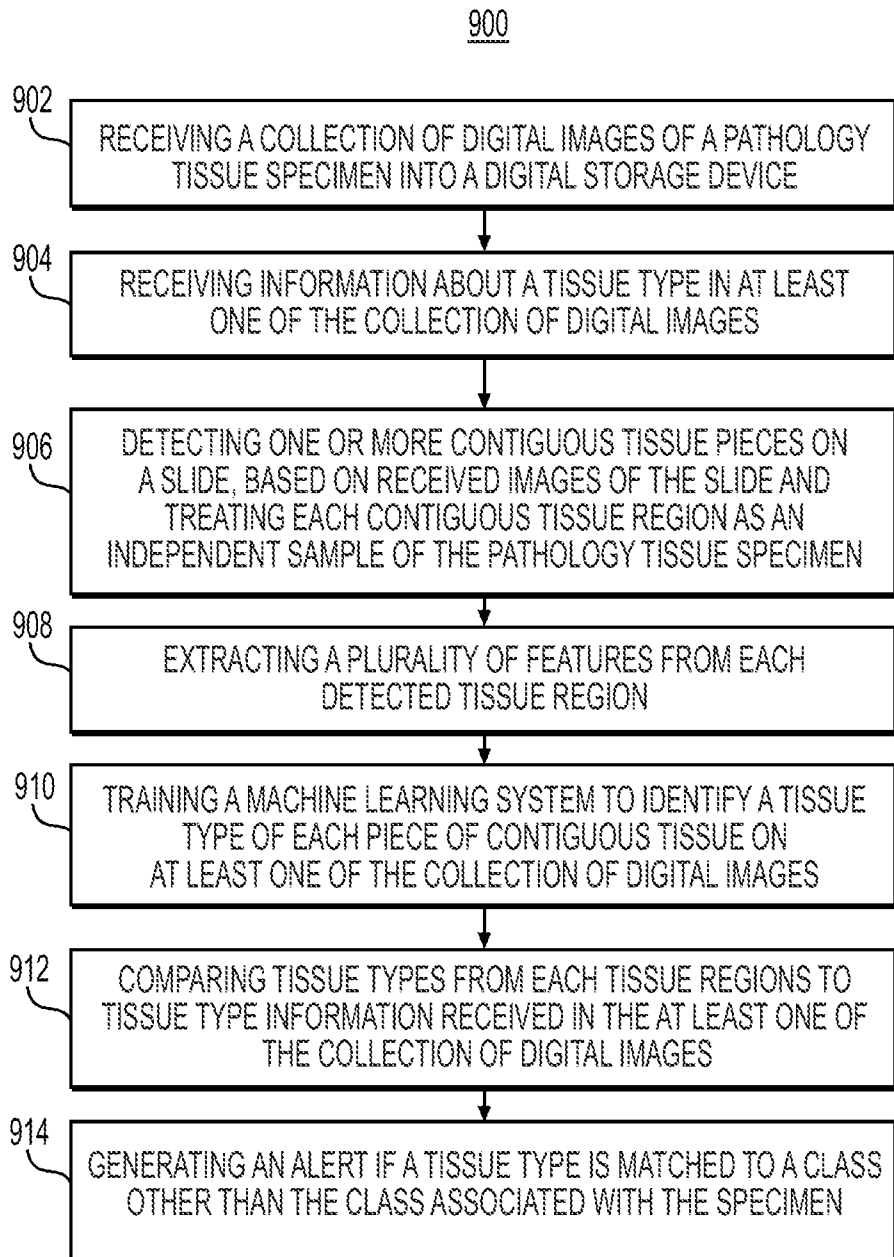 900
902
RECEIVING A COLLECTION OF DIGITAL IMAGES OF A PATHOLOGY
TISSUE SPECIMEN INTO A DIGITAL STORAGE DEVICE
904
RECEIVING INFORMATION ABOUT A TISSUE TYPE IN AT LEAST
ONE OF THE COLLECTION OF DIGITAL IMAGES
906
DETECTING ONE OR MORE CONTIGUOUS TISSUE PIECES ON
A SLIDE, BASED ON RECEIVED IMAGES OF THE SLIDE AND
TREATING EACH CONTIGUOUS TISSUE REGION AS AN
INDEPENDENT SAMPLE OF THE PATHOLOGY TISSUE SPECIMEN
908
EXTRACTING A PLURALITY OF FEATURES FROM EACH
DETECTED TISSUE REGION
910
TRAINING A MACHINE LEARNING SYSTEM TO IDENTIFY A TISSUE
TYPE OF EACH PIECE OF CONTIGUOUS TISSUE ON
AT LEAST ONE OF THE COLLECTION OF DIGITAL IMAGES
912
COMPARING TISSUE TYPES FROM EACH TISSUE REGIONS TO
TISSUE TYPE INFORMATION RECEIVED IN THE AT LEAST ONE OF
THE COLLECTION OF DIGITAL IMAGES
914
GENERATING AN ALERT IF A TISSUE TYPE IS MATCHED TO A CLASS
OTHER THAN THE CLASS ASSOCIATED WITH THE SPECIMEN